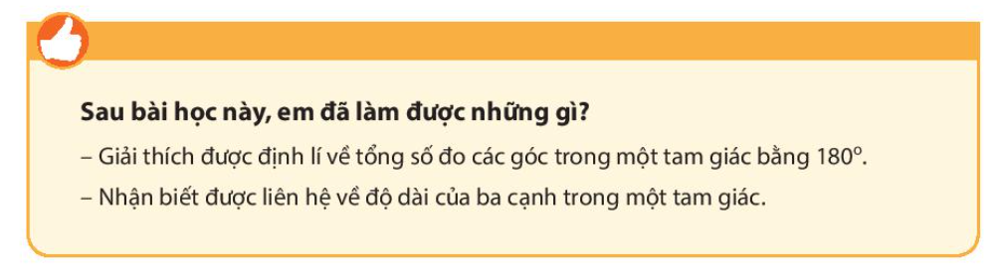 Sau bài học này, em đã làm được những gì?
– Giải thích được định lí về tổng số đo các góc trong một tam giác bằng 180°.
– Nhận biết được liên hệ về độ dài của ba cạnh trong một tam giác.